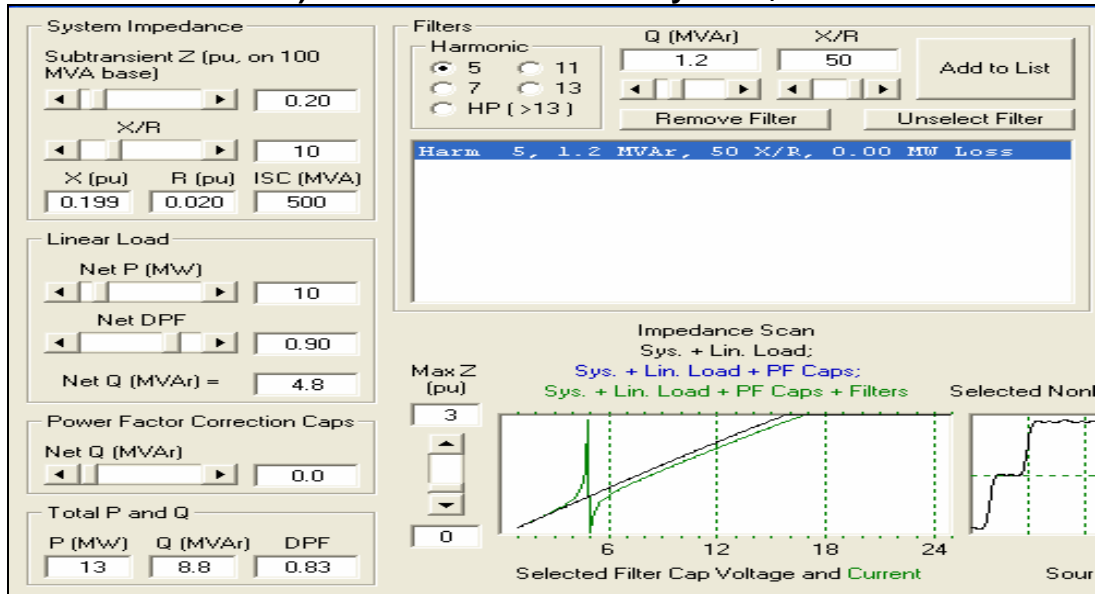 System Impedance
Subtransient Z (pu, on 100
MVA base)
0.20
X/R
10
X (pu) R (pu) ISC (MVA)
0.199 0.020 500
Linear Load
Net P (MW)
10
Net DPF
0.90
Net Q (MVAr) = 4.8
Power Factor Correction Caps
Net Q (MVAr)
0.0
Total P and Q
P (MW) Q (MVAr) DPF
13 8.8 0.83
Filters
Harmonic
5 11
7 13
HP ( >13 )
Q (MVAr) X/R
1.2 50
Add to List
Remove Filter Unselect Filter
Harm 5, 1.2 MVAr, 50 X/R, 0.00 MW Loss
Impedance Scan
Sys. + Lin. Load;
Sys. + Lin. Load + PF Caps;
Sys. + Lin. Load + PF Caps + Filters
Max Z
(pu)
3
0
6 12 18 24
Selected Filter Cap Voltage and Current
Selected Nonl
Sour